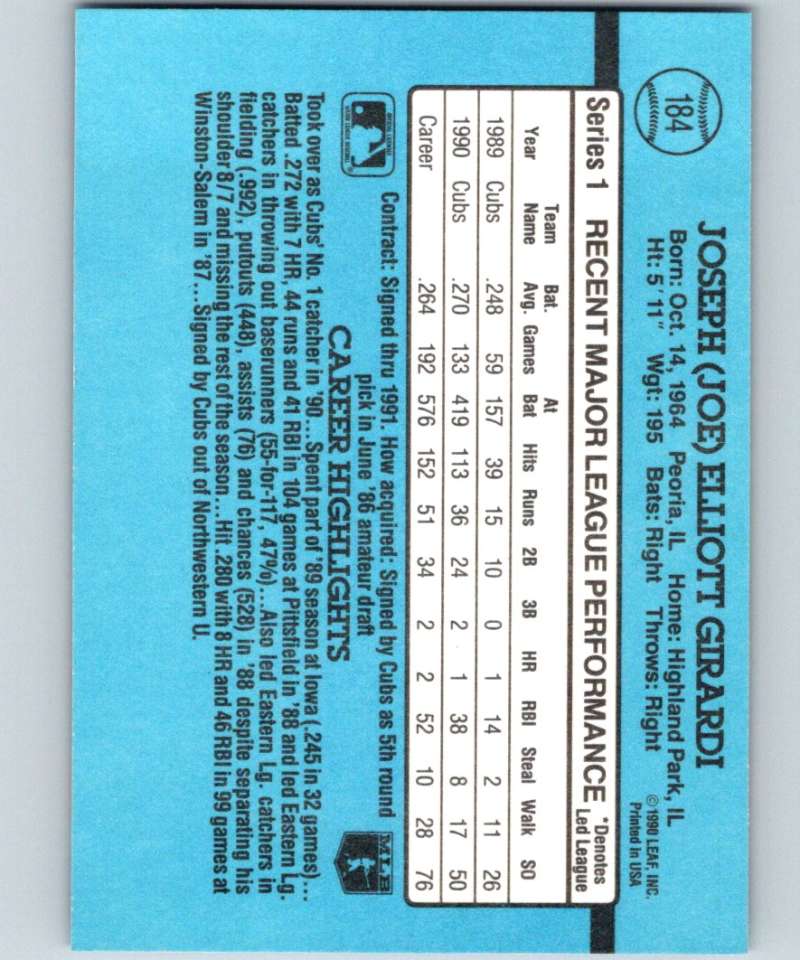 184
JOSEPH (JOE) ELLIOTT GIRARDI
Born: Oct. 14, 1964 Peoria, IL Home: Highland Park, IL
Ht: 5'11" Wgt: 195 Bats: Right Throws: Right
©1990 LEAF, INC.
Printed in USA
Series 1 RECENT MAJOR LEAGUE PERFORMANCE *Denotes Led League
Year Team Name Bat. Avg. Games At Bat Hits Runs 2B 3B HR RBI Steal Walk SO
1989 Cubs .248 59 157 39 15 10 0 1 14 2 11 26
1990 Cubs .270 133 419 113 36 24 2 1 38 8 17 50
Career .264 192 576 152 51 34 2 2 52 10 28 76
Contract: Signed thru 1991. How acquired: Signed by Cubs as 5th round
pick in June '86 amateur draft
CAREER HIGHLIGHTS
MLB
Took over as Cubs' No. 1 catcher in '90...Spent part of '89 season at Iowa (.245 in 32 games)...
Batted .272 with 7 HR, 44 runs and 41 RBI in 104 games at Pittsfield in '88 and led Eastern Lg.
catchers in throwing out baserunners (55-for-117, 47%)...Also led Eastern Lg. catchers in
fielding (.992), putouts (448), assists (76) and chances (528) in '88 despite separating his
shoulder 8/7 and missing the rest of the season...Hit .280 with 8 HR and 46 RBI in 99 games at
Winston-Salem in '87...Signed by Cubs out of Northwestern U.